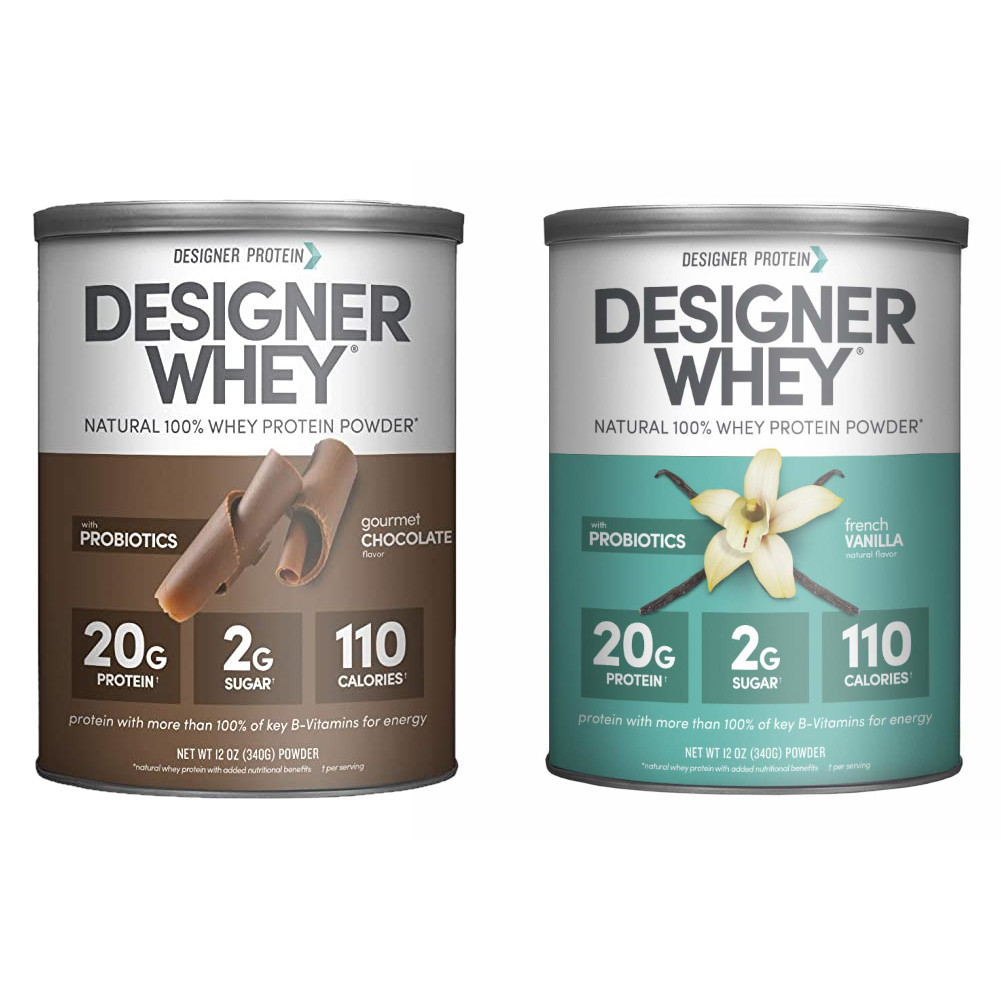 DESIGNER PROTEIN
DESIGNER
WHEY®
NATURAL 100% WHEY PROTEIN POWDER*
with
PROBIOTICS
gourmet
CHOCOLATE
flavor
20G
PROTEIN†
2G
SUGAR†
110
CALORIES†
protein with more than 100% of key B-Vitamins for energy
NET WT 12 OZ (340G) POWDER
*natural whey protein with added nutritional benefits † per serving
DESIGNER PROTEIN
DESIGNER
WHEY®
NATURAL 100% WHEY PROTEIN POWDER*
with
PROBIOTICS
french
VANILLA
natural flavor
20G
PROTEIN†
2G
SUGAR†
110
CALORIES†
protein with more than 100% of key B-Vitamins for energy
NET WT 12 OZ (340G) POWDER
*natural whey protein with added nutritional benefits † per serving